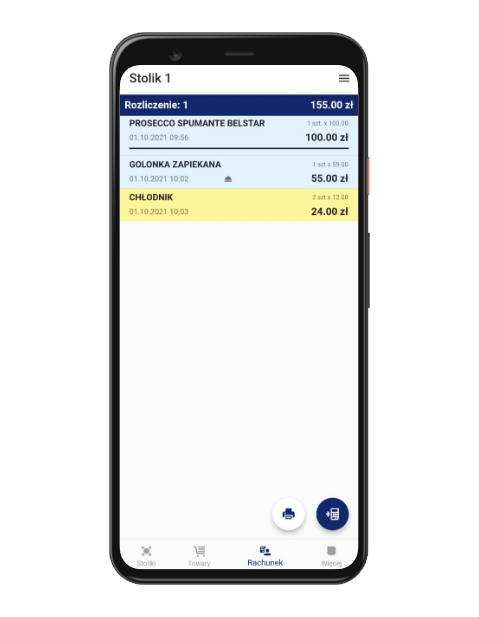 Stolik 1
Rozliczenie: 1 155.00 zł
PROSECCO SPUMANTE BELSTAR 1 szt. x 100.00
01.10.2021 09:56 100.00 zł
GOLONKA ZAPIEKANA 1 szt x 55.00
01.10.2021 10:02 55.00 zł
CHŁODNIK 2 szt x 12.00
01.10.2021 10:03 24.00 zł
Stoliki Towary Rachunek Więcej